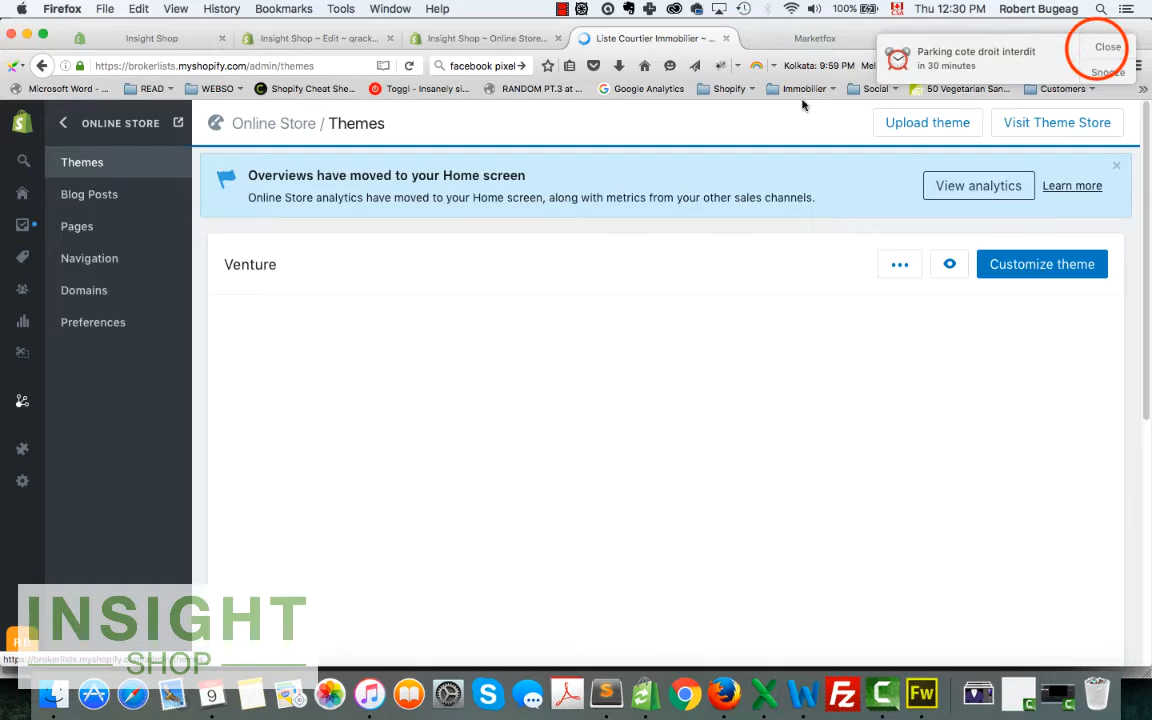 Firefox File Edit View History Bookmarks Tools Window Help 100% Thu 12:30 PM Robert Bugeag
Insight Shop Insight Shop ~ Edit ~ qrack... Insight Shop ~ Online Store... Liste Courtier Immobilier ~ ... Marketfox
Parking cote droit interdit
in 30 minutes
Close
Snooze
https://brokerlists.myshopify.com/admin/themes facebook pixel Kolkata: 9:59 PM
Microsoft Word - ... READ WEBSO Shopify Cheat She... Toggl - Insanely si... RANDOM PT.3 at ... Google Analytics Shopify Immobilier Social 50 Vegetarian San... Customers
ONLINE STORE
Online Store / Themes
Upload theme
Visit Theme Store
Themes
Blog Posts
Pages
Navigation
Domains
Preferences
Overviews have moved to your Home screen
Online Store analytics have moved to your Home screen, along with metrics from your other sales channels.
View analytics
Learn more
Venture
Customize theme
INSIGHT
SHOP
9
Fz
Fw